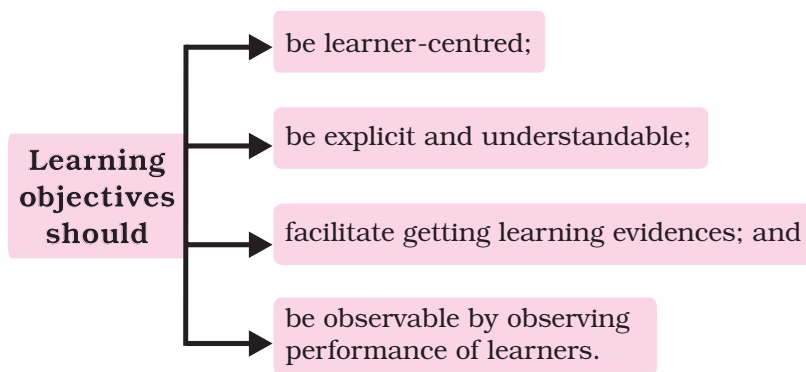 Learning
objectives
should
be learner-centred;
be explicit and understandable;
facilitate getting learning evidences; and
be observable by observing
performance of learners.